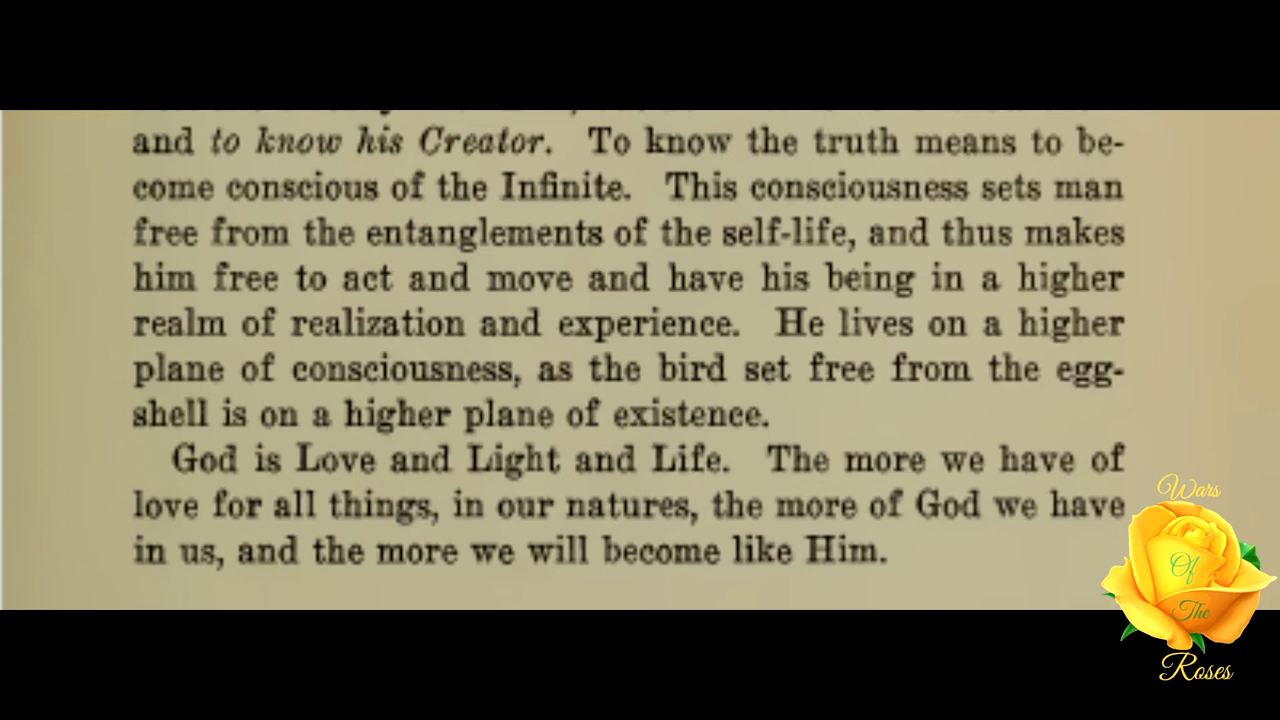 and to know his Creator. To know the truth means to be-
come conscious of the Infinite. This consciousness sets man
free from the entanglements of the self-life, and thus makes
him free to act and move and have his being in a higher
realm of realization and experience. He lives on a higher
plane of consciousness, as the bird set free from the egg-
shell is on a higher plane of existence.
God is Love and Light and Life. The more we have of
love for all things, in our natures, the more of God we have
in us, and the more we will become like Him.
Wars
Of
The
Roses